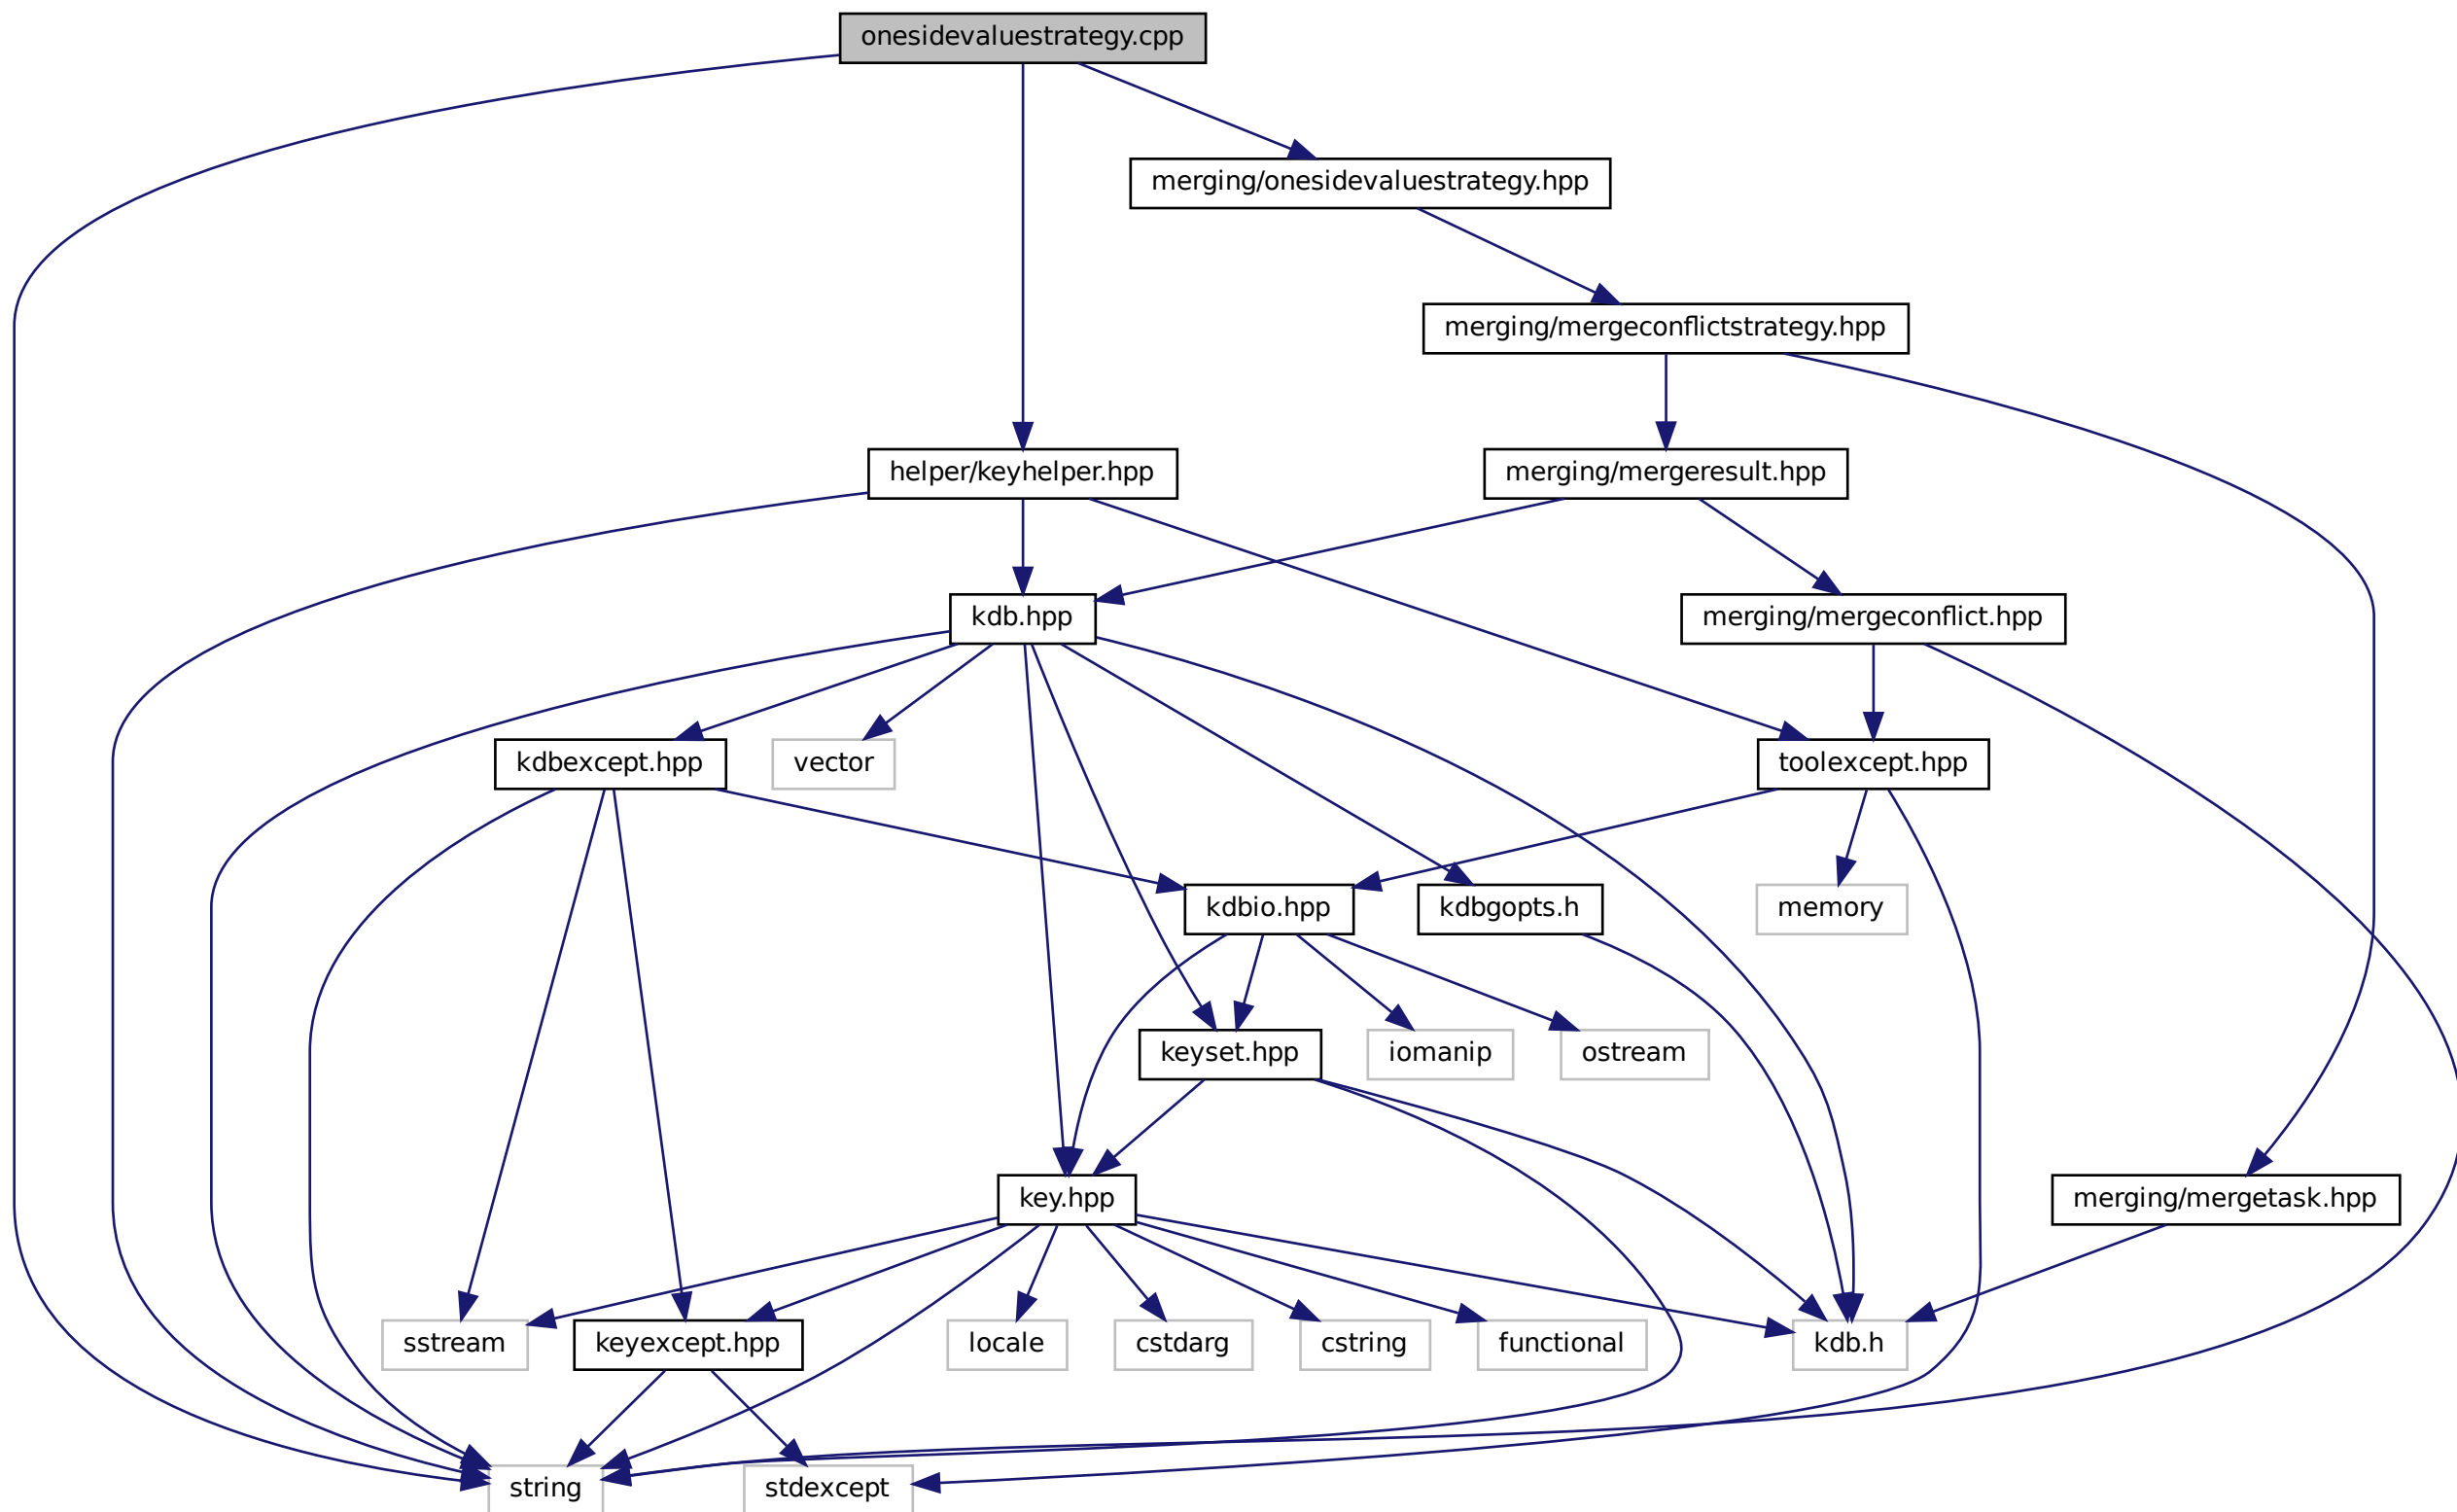 onesidevaluestrategy.cpp
merging/onesidevaluestrategy.hpp
merging/mergeconflictstrategy.hpp
helper/keyhelper.hpp
merging/mergeresult.hpp
kdb.hpp
merging/mergeconflict.hpp
kdbexcept.hpp
vector
toolexcept.hpp
kdbio.hpp
kdbgopts.h
memory
keyset.hpp
iomanip
ostream
key.hpp
merging/mergetask.hpp
sstream
keyexcept.hpp
locale
cstdarg
cstring
functional
kdb.h
string
stdexcept